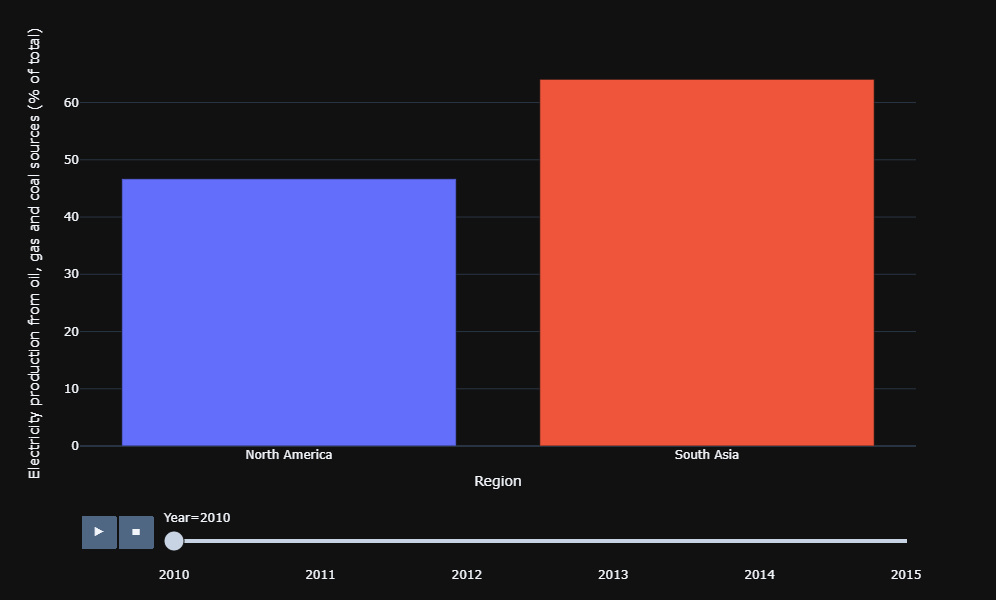 Electricity production from oil, gas and coal sources (% of total)
60
50
40
30
20
10
0
North America South Asia
Region
Year=2010
2010 2011 2012 2013 2014 2015